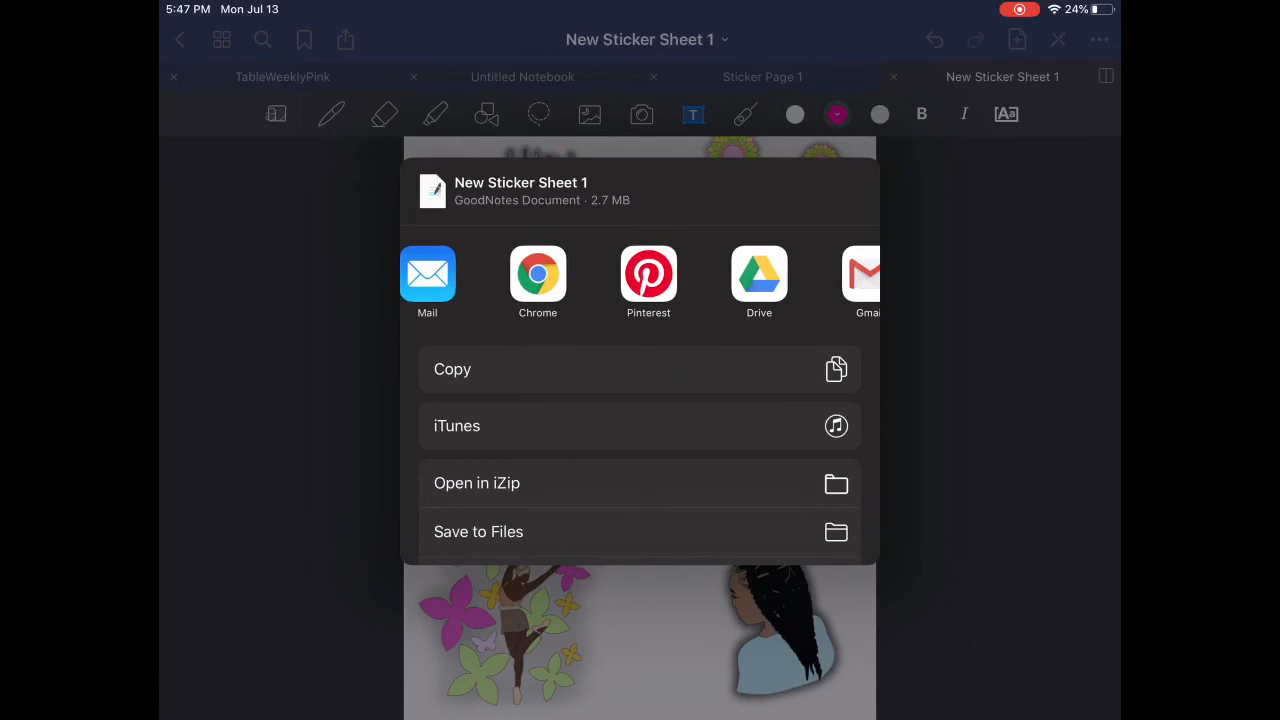 5:47 PM Mon Jul 13
24%
New Sticker Sheet 1
TableWeeklyPink
Untitled Notebook
Sticker Page 1
New Sticker Sheet 1
T
B
I
[Aa]
New Sticker Sheet 1
GoodNotes Document · 2.7 MB
Mail
Chrome
Pinterest
Drive
Gmai
Copy
iTunes
Open in iZip
Save to Files